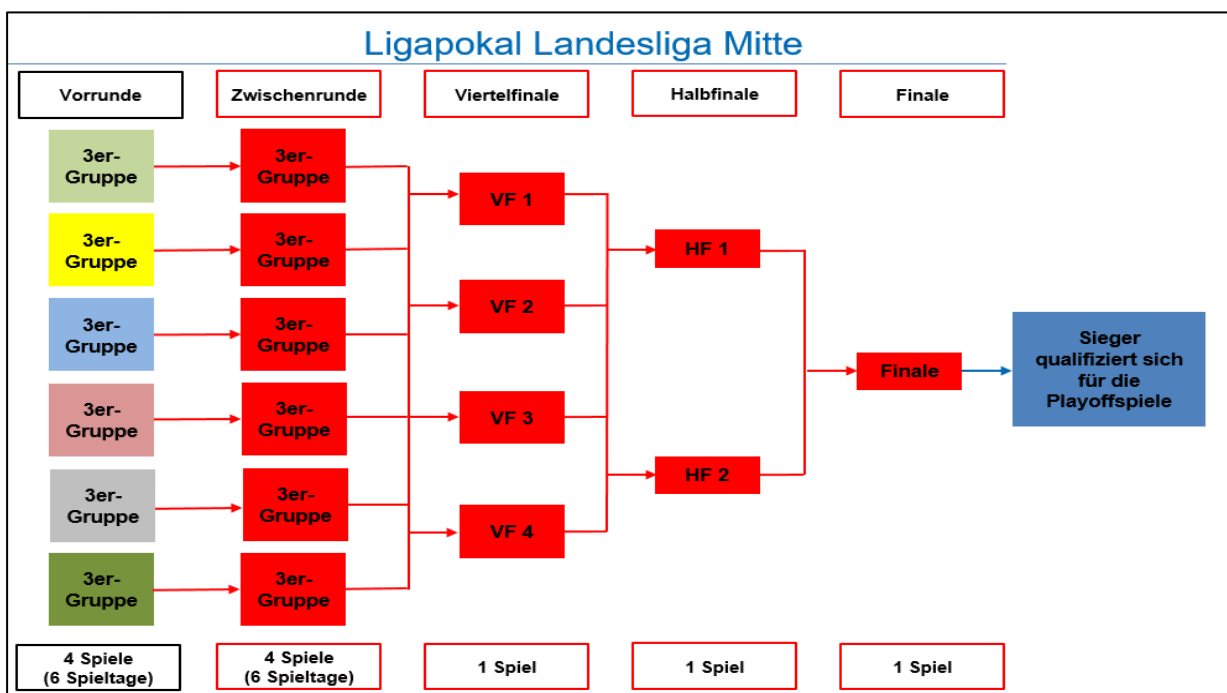 Ligapokal Landesliga Mitte
Vorrunde
Zwischenrunde
Viertelfinale
Halbfinale
Finale
3er-
Gruppe
3er-
Gruppe
3er-
Gruppe
3er-
Gruppe
3er-
Gruppe
3er-
Gruppe
3er-
Gruppe
3er-
Gruppe
3er-
Gruppe
3er-
Gruppe
3er-
Gruppe
3er-
Gruppe
VF 1
VF 2
VF 3
VF 4
HF 1
HF 2
Finale
Sieger
qualifiziert sich
für die
Playoffspiele
4 Spiele
(6 Spieltage)
4 Spiele
(6 Spieltage)
1 Spiel
1 Spiel
1 Spiel